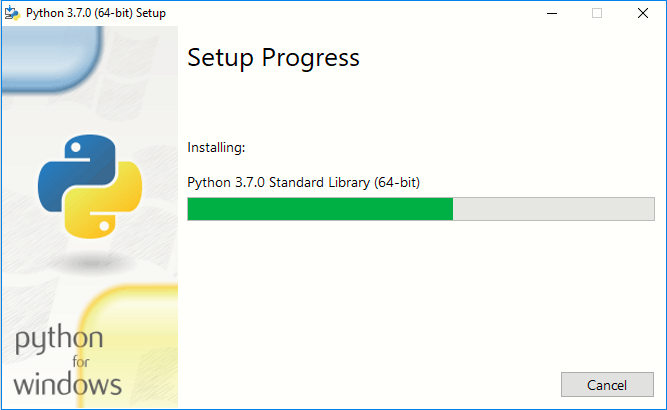 Python 3.7.0 (64-bit) Setup
Setup Progress
Installing:
Python 3.7.0 Standard Library (64-bit)
python
for
windows
Cancel